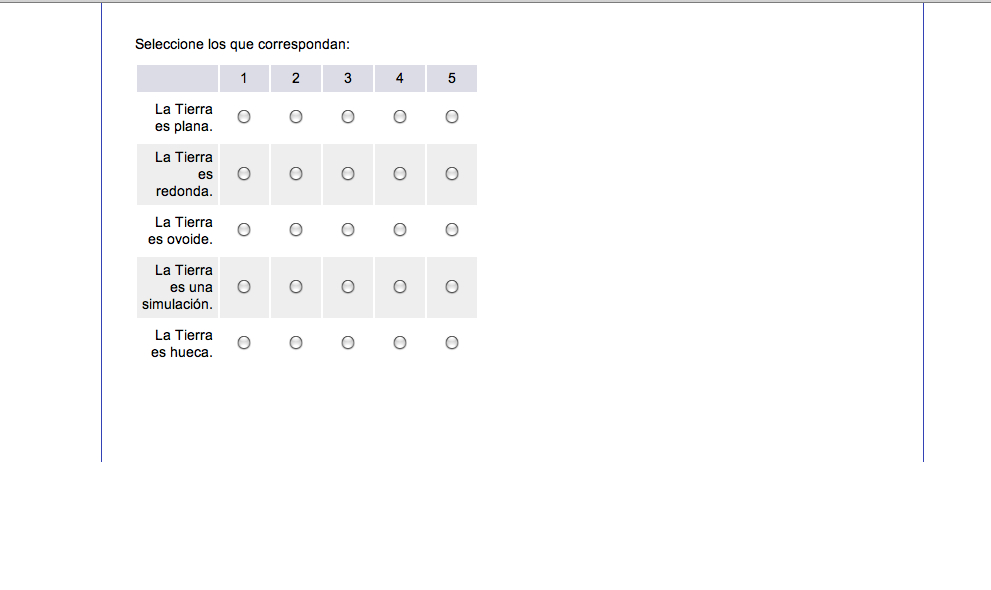 Seleccione los que correspondan:
1 2 3 4 5
La Tierra
es plana.
La Tierra
es
redonda.
La Tierra
es ovoide.
La Tierra
es una
simulación.
La Tierra
es hueca.